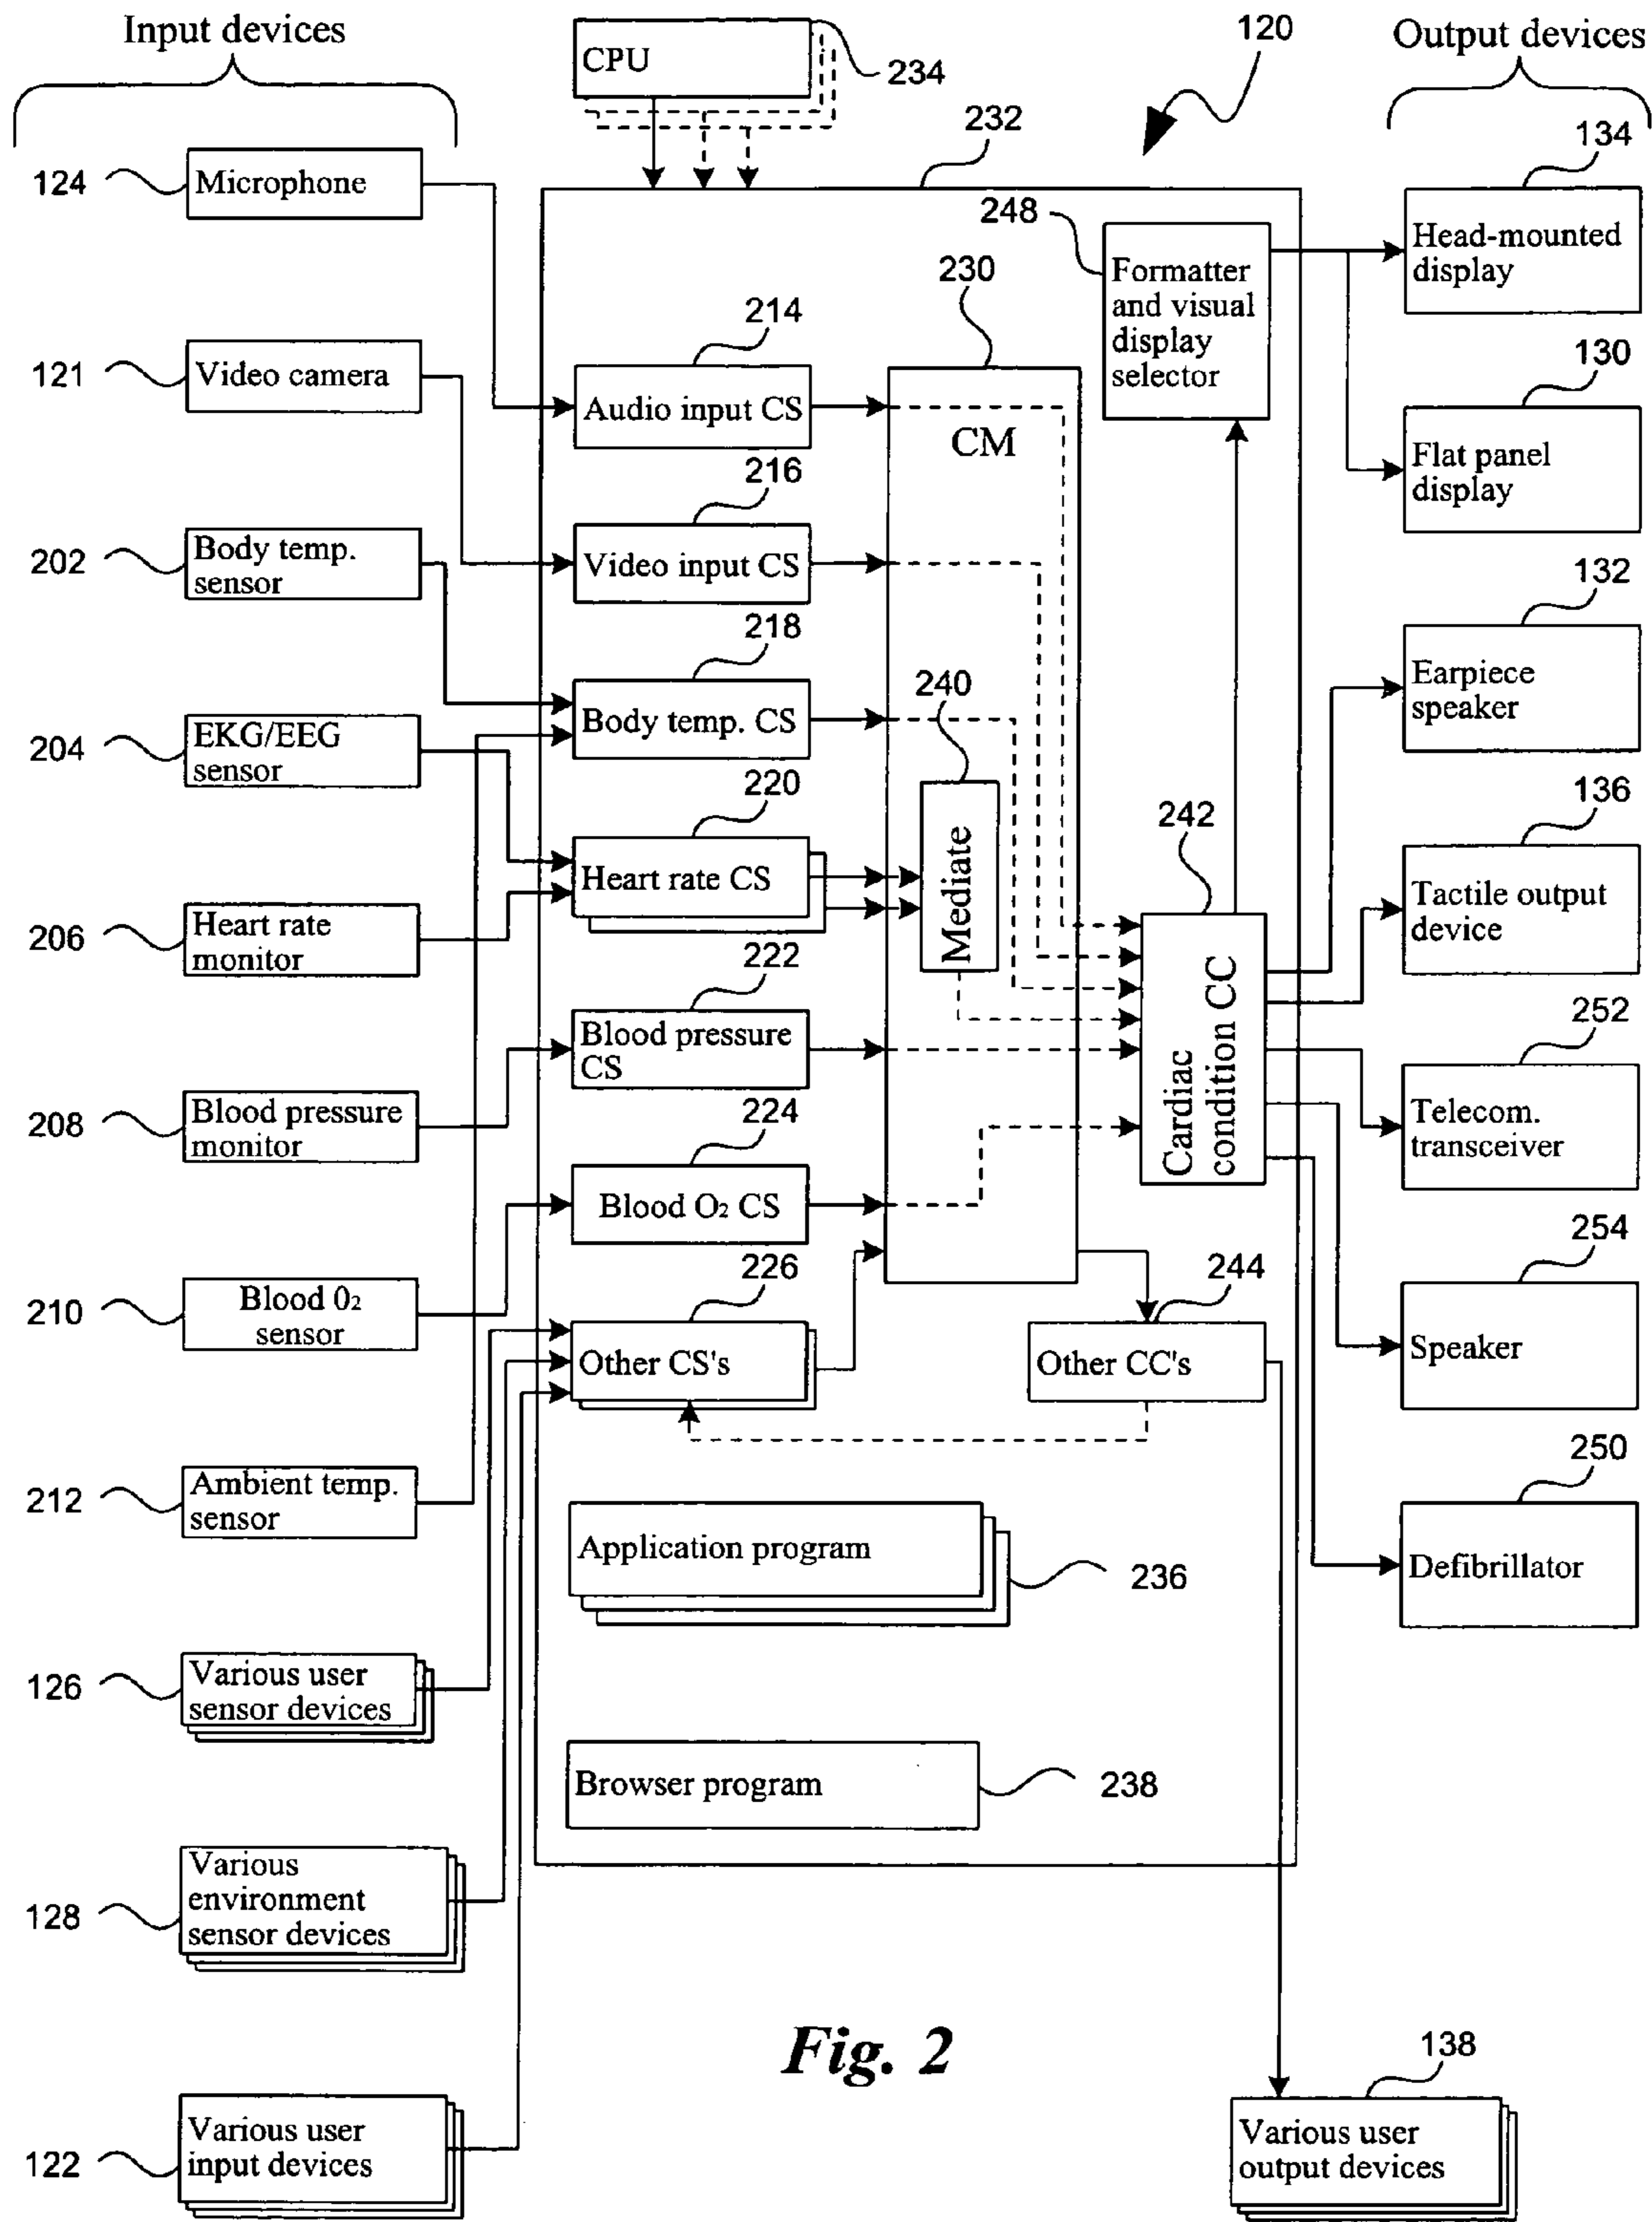 Input devices
Output devices
CPU
234
120
232
124
Microphone
134
Head-mounted
display
248
Formatter
and visual
display
selector
230
CM
121
Video camera
214
Audio input CS
130
Flat panel
display
216
Video input CS
202
Body temp.
sensor
132
Earpiece
speaker
218
Body temp. CS
240
Mediate
204
EKG/EEG
sensor
220
Heart rate CS
242
Cardiac
condition CC
136
Tactile output
device
206
Heart rate
monitor
222
Blood pressure
CS
252
Telecom.
transceiver
208
Blood pressure
monitor
224
Blood O₂ CS
210
Blood 0₂
sensor
226
Other CS's
244
Other CC's
254
Speaker
212
Ambient temp.
sensor
250
Defibrillator
Application program
236
126
Various user
sensor devices
Browser program
238
128
Various
environment
sensor devices
Fig. 2
122
Various user
input devices
138
Various user
output devices